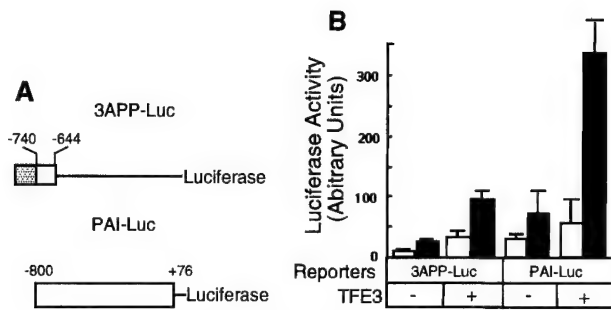 A
3APP-Luc
-740 -644
Luciferase
PAI-Luc
-800 +76
Luciferase
B
Luciferase Activity
(Abitrary Units)
300
200
100
0
Reporters 3APP-Luc PAI-Luc
TFE3 - + - +